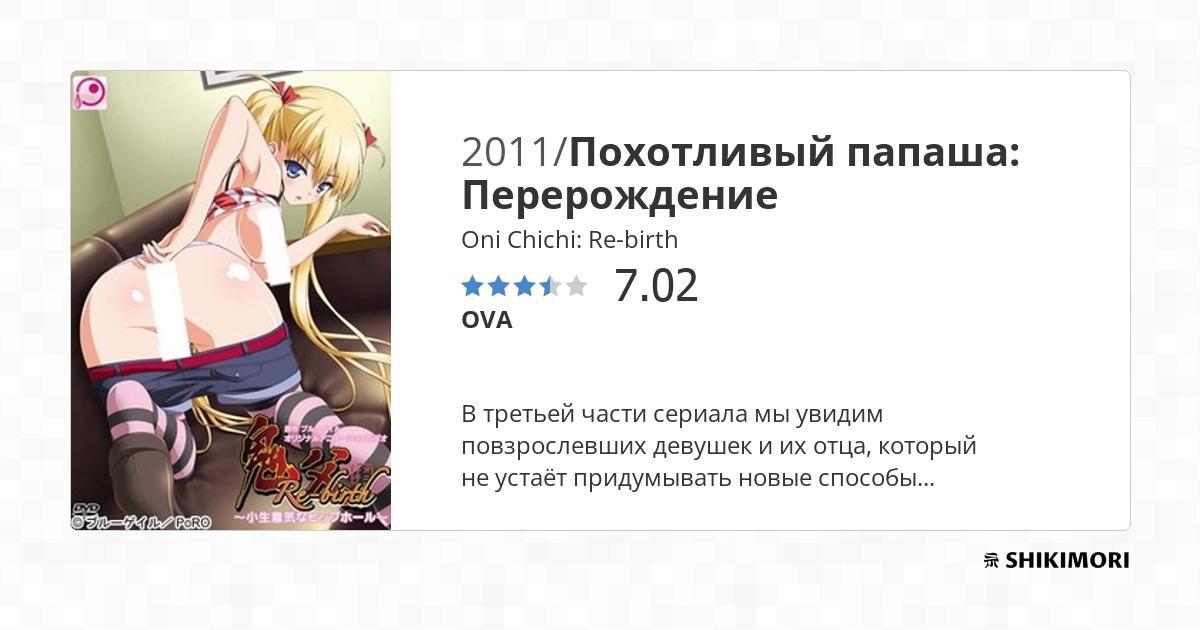 2011/Похотливый папаша:
Перерождение
Oni Chichi: Re-birth
7.02
OVA
В третьей части сериала мы увидим
повзрослевших девушек и их отца, который
не устаёт придумывать новые способы...
鬼父
Re-birth
～小生意気なヒップホール～
DVD
© ブルーゲイル／PoRO
SHIKIMORI